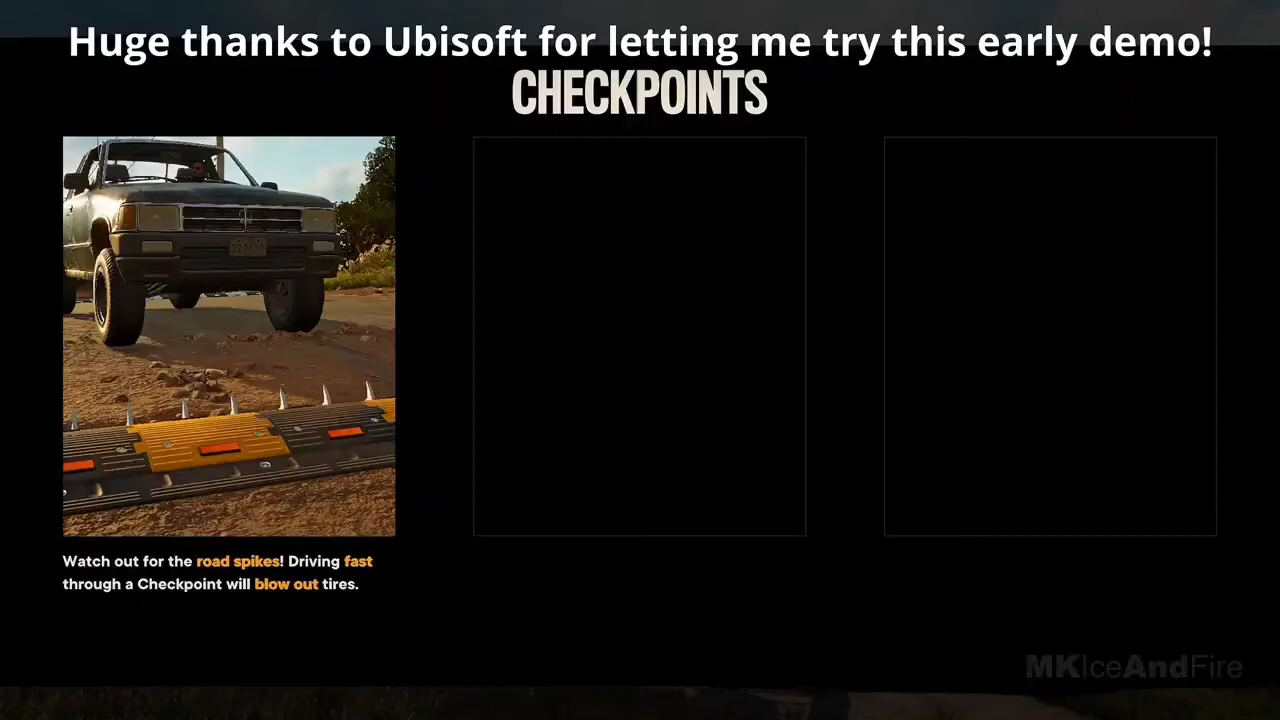 Huge thanks to Ubisoft for letting me try this early demo!
CHECKPOINTS
Watch out for the road spikes! Driving fast
through a Checkpoint will blow out tires.
MKIceAndFire